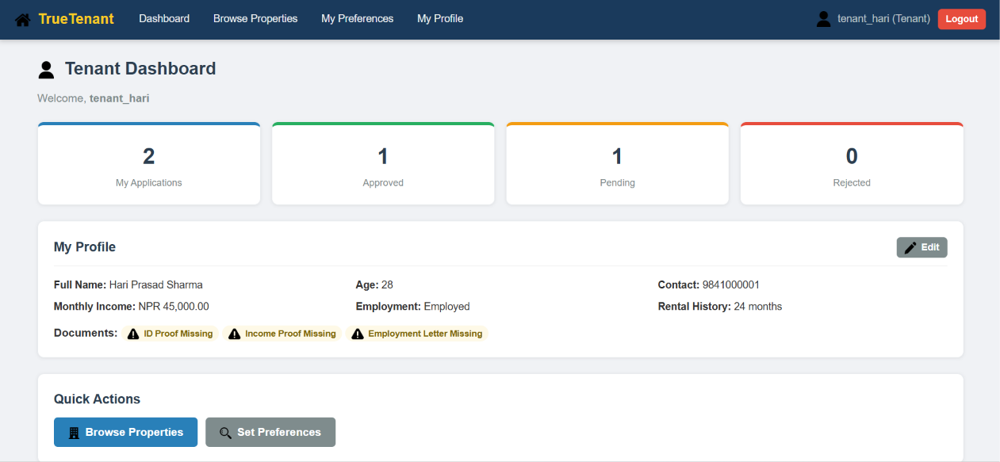 TrueTenant Dashboard Browse Properties My Preferences My Profile tenant_hari (Tenant) Logout
Tenant Dashboard
Welcome, tenant_hari
2
My Applications
1
Approved
1
Pending
0
Rejected
My Profile
Edit
Full Name: Hari Prasad Sharma Age: 28 Contact: 9841000001
Monthly Income: NPR 45,000.00 Employment: Employed Rental History: 24 months
Documents: ID Proof Missing Income Proof Missing Employment Letter Missing
Quick Actions
Browse Properties Set Preferences